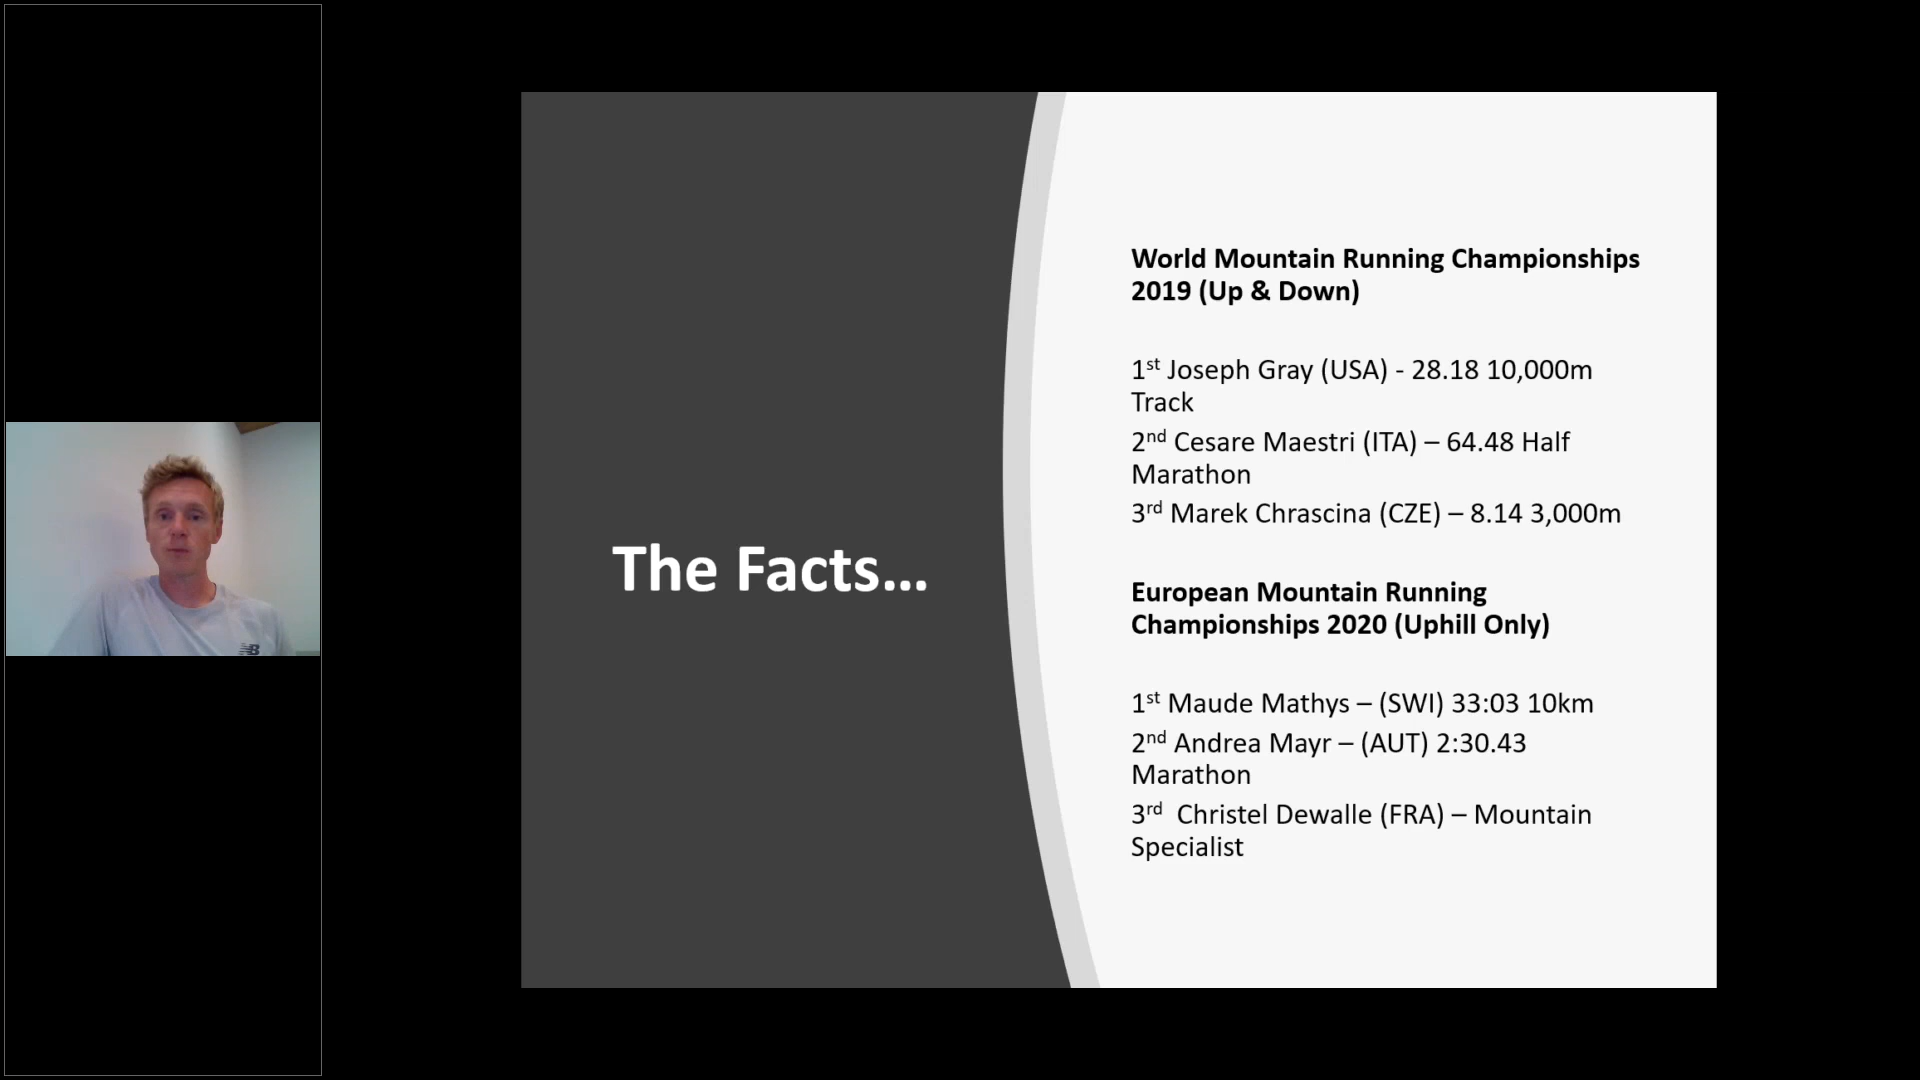 The Facts...
World Mountain Running Championships
2019 (Up & Down)
1st Joseph Gray (USA) - 28.18 10,000m
Track
2nd Cesare Maestri (ITA) – 64.48 Half
Marathon
3rd Marek Chrascina (CZE) – 8.14 3,000m
European Mountain Running
Championships 2020 (Uphill Only)
1st Maude Mathys – (SWI) 33:03 10km
2nd Andrea Mayr – (AUT) 2:30.43
Marathon
3rd  Christel Dewalle (FRA) – Mountain
Specialist
NB